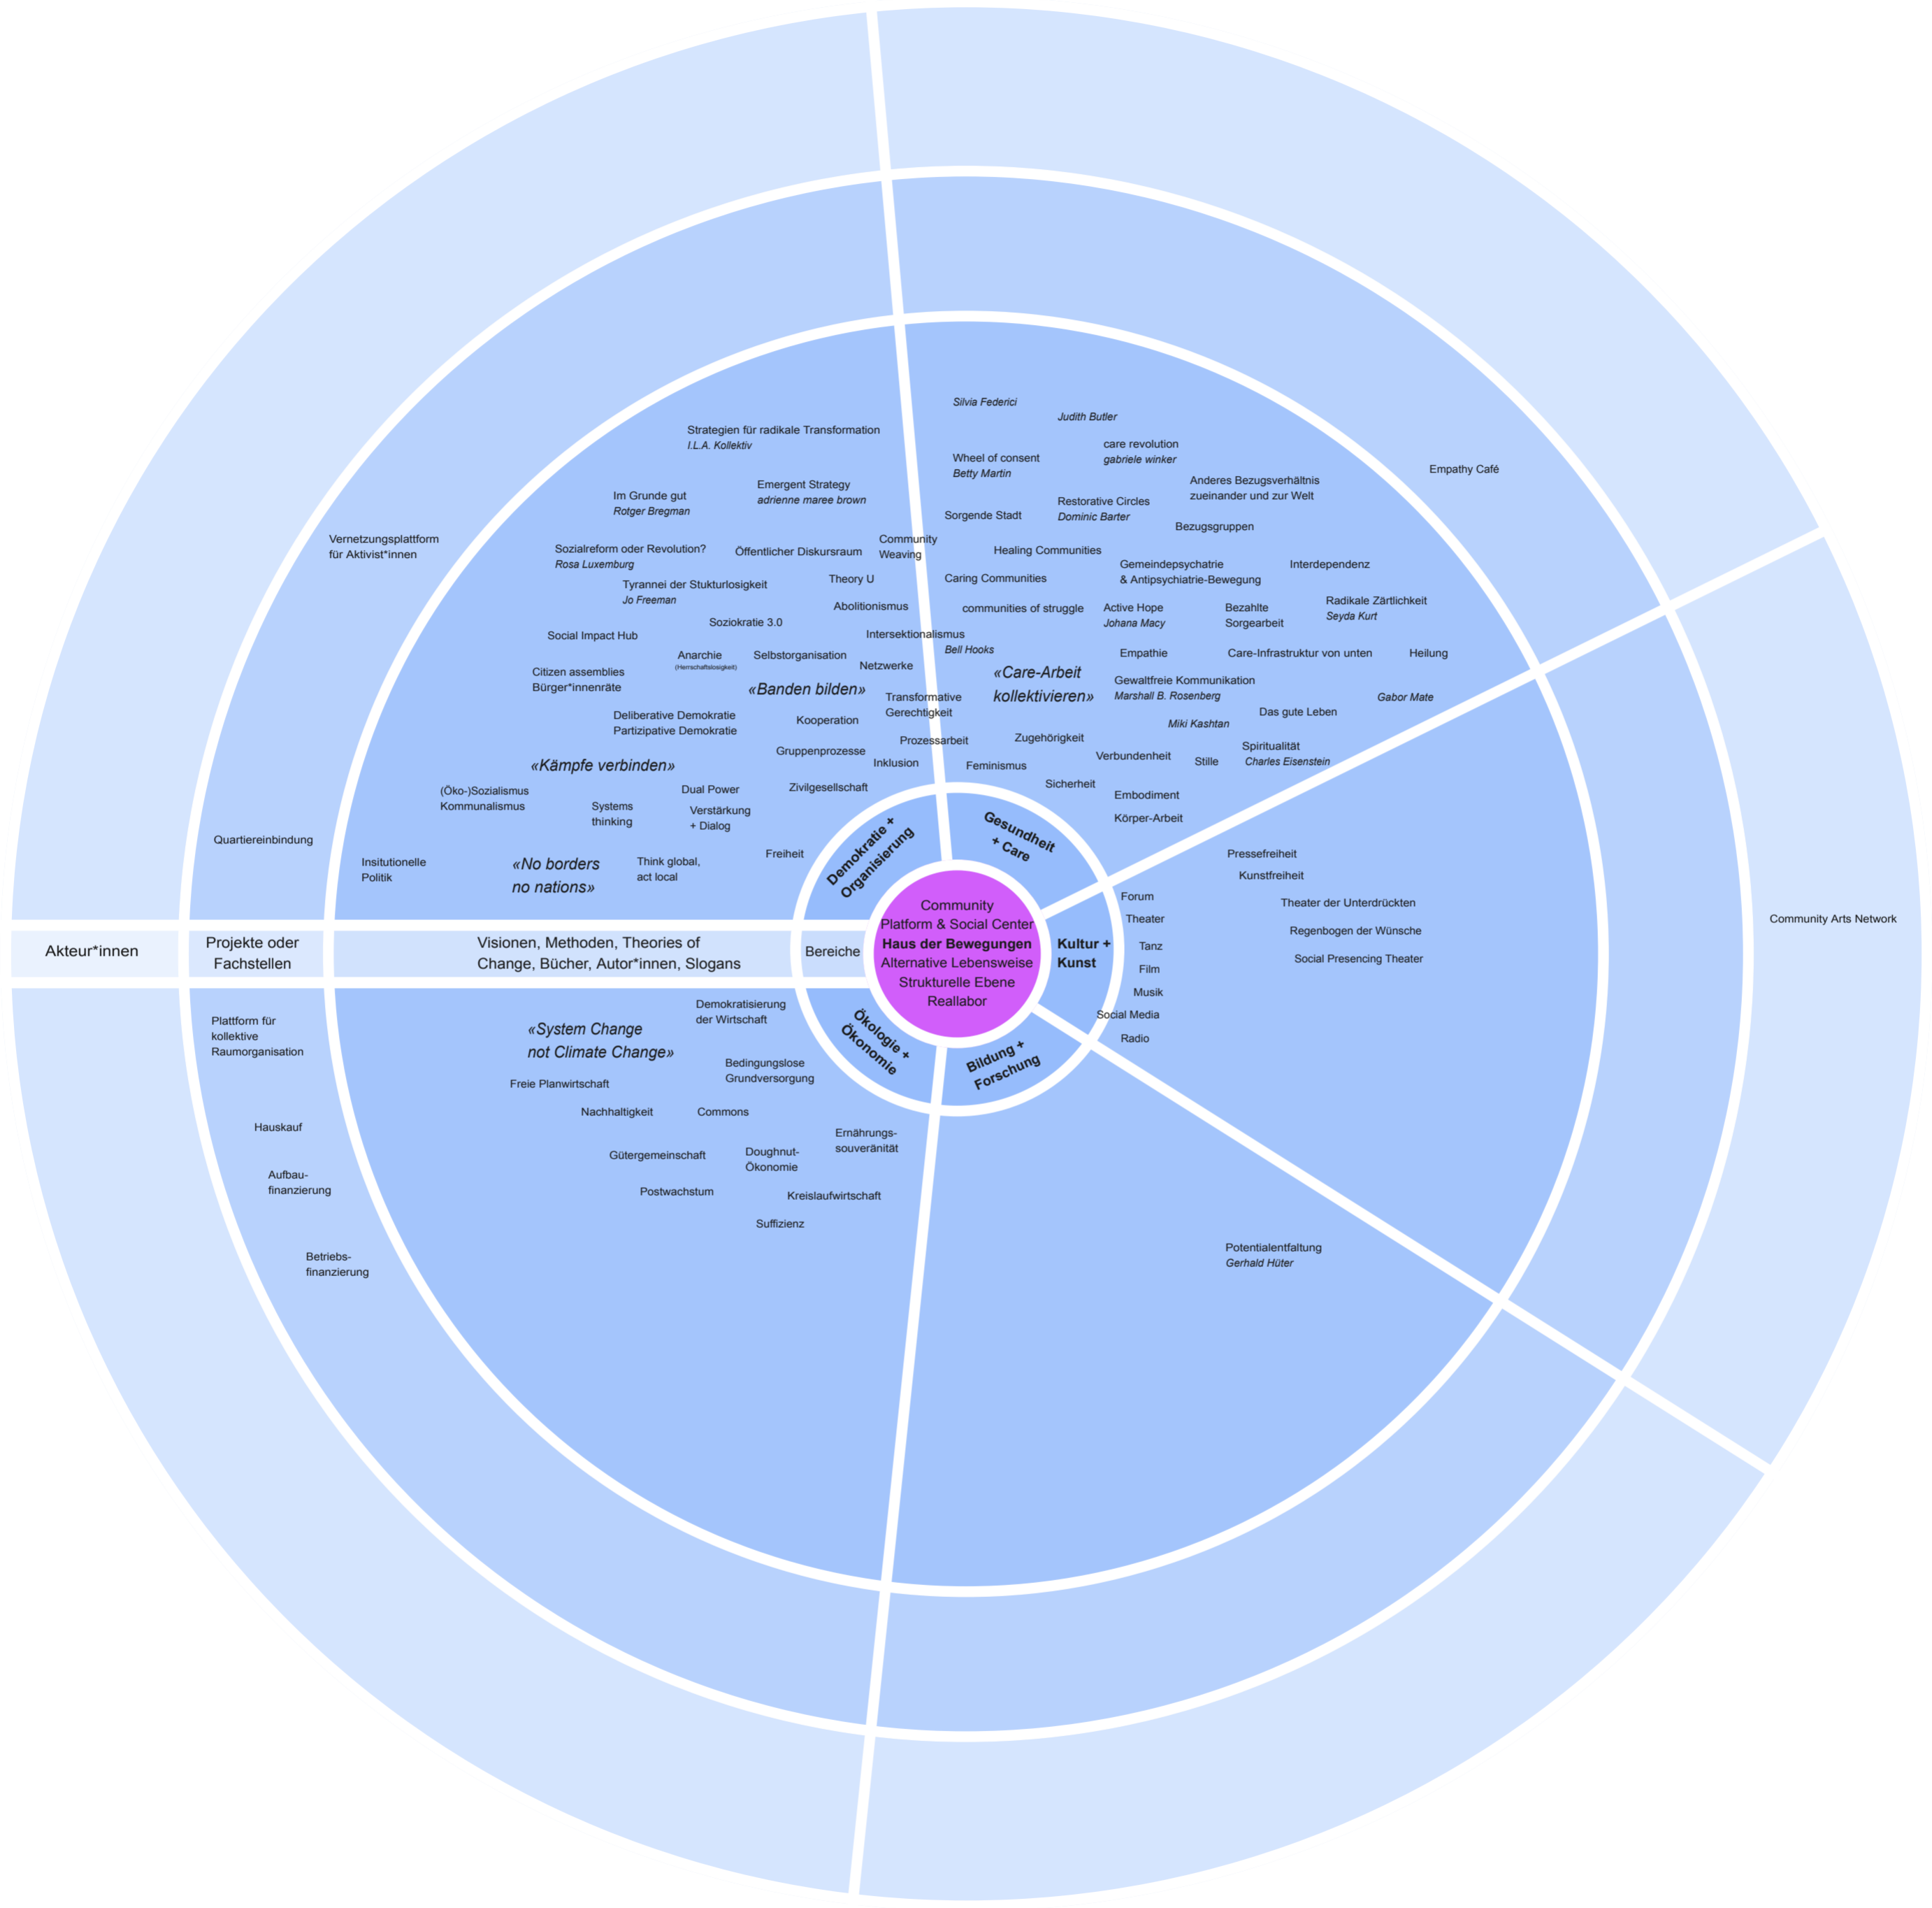 Silvia Federici
Judith Butler
Strategien für radikale Transformation
I.L.A. Kollektiv
care revolution
gabriele winker
Wheel of consent
Betty Martin
Empathy Café
Anderes Bezugsverhältnis
zueinander und zur Welt
Emergent Strategy
adrienne maree brown
Im Grunde gut
Rotger Bregman
Restorative Circles
Dominic Barter
Sorgende Stadt
Bezugsgruppen
Vernetzungsplattform
für Aktivist*innen
Community
Weaving
Sozialreform oder Revolution?
Rosa Luxemburg
Öffentlicher Diskursraum
Healing Communities
Gemeindepsychatrie
& Antipsychiatrie-Bewegung
Interdependenz
Tyrannei der Stukturlosigkeit
Jo Freeman
Theory U
Caring Communities
Abolitionismus
communities of struggle
Active Hope
Johana Macy
Bezahlte
Sorgearbeit
Radikale Zärtlichkeit
Seyda Kurt
Soziokratie 3.0
Social Impact Hub
Intersektionalismus
Bell Hooks
Anarchie
(Herrschaftslosigkeit)
Selbstorganisation
Netzwerke
Empathie
Care-Infrastruktur von unten
Heilung
Citizen assemblies
Bürger*innenräte
«Care-Arbeit
kollektivieren»
Gewaltfreie Kommunikation
Marshall B. Rosenberg
«Banden bilden»
Transformative
Gerechtigkeit
Gabor Mate
Deliberative Demokratie
Partizipative Demokratie
Kooperation
Das gute Leben
Miki Kashtan
Prozessarbeit
Zugehörigkeit
Gruppenprozesse
Inklusion
Feminismus
Verbundenheit
Stille
Spiritualität
Charles Eisenstein
«Kämpfe verbinden»
(Öko-)Sozialismus
Kommunalismus
Dual Power
Zivilgesellschaft
Sicherheit
Embodiment
Systems
thinking
Verstärkung
+ Dialog
Körper-Arbeit
Quartiereinbindung
Insitutionelle
Politik
«No borders
no nations»
Think global,
act local
Freiheit
Demokratie +
Organisierung
Gesundheit
+ Care
Pressefreiheit
Kunstfreiheit
Forum
Theater der Unterdrückten
Theater
Community Arts Network
Regenbogen der Wünsche
Tanz
Social Presencing Theater
Film
Musik
Social Media
Radio
Akteur*innen
Projekte oder
Fachstellen
Visionen, Methoden, Theories of
Change, Bücher, Autor*innen, Slogans
Bereiche
Community
Platform & Social Center
Haus der Bewegungen
Alternative Lebensweise
Strukturelle Ebene
Reallabor
Kultur +
Kunst
Ökologie +
Ökonomie
Bildung +
Forschung
Plattform für
kollektive
Raumorganisation
«System Change
not Climate Change»
Demokratisierung
der Wirtschaft
Bedingungslose
Grundversorgung
Freie Planwirtschaft
Nachhaltigkeit
Commons
Hauskauf
Ernährungs-
souveränität
Gütergemeinschaft
Doughnut-
Ökonomie
Aufbau-
finanzierung
Postwachstum
Kreislaufwirtschaft
Suffizienz
Betriebs-
finanzierung
Potentialentfaltung
Gerhald Hüter